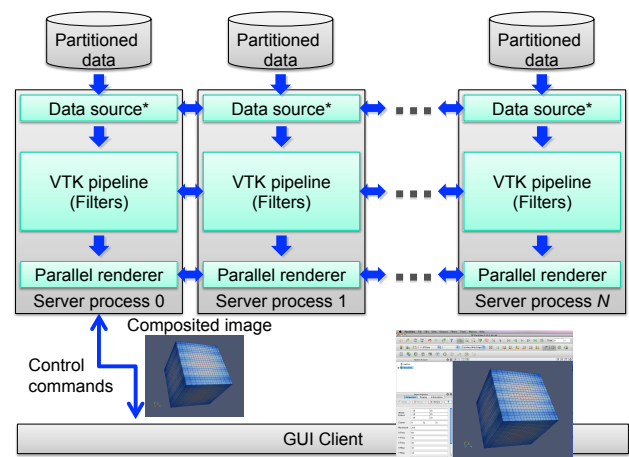 Partitioned
data
Partitioned
data
Partitioned
data
Data source*
Data source*
Data source*
VTK pipeline
(Filters)
VTK pipeline
(Filters)
VTK pipeline
(Filters)
Parallel renderer
Parallel renderer
Parallel renderer
Server process 0
Server process 1
Server process N
Composited image
Control
commands
GUI Client